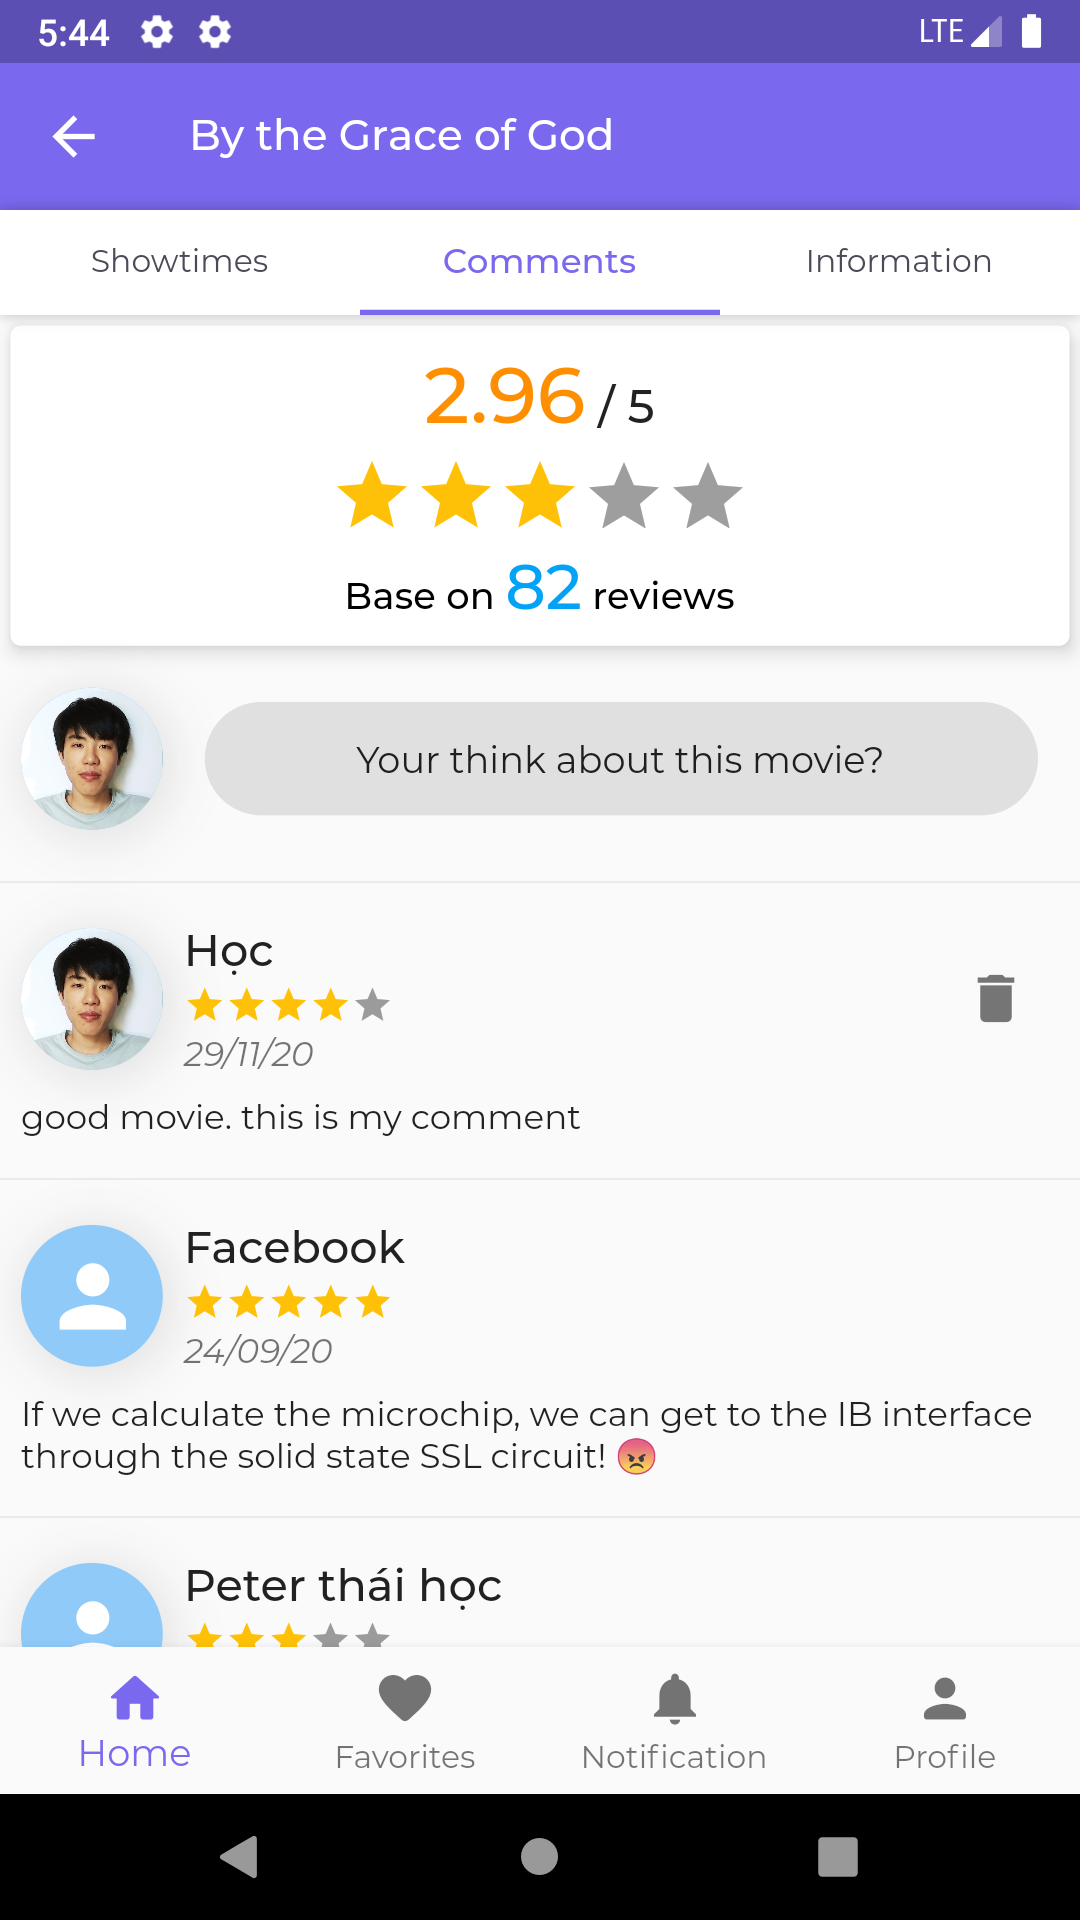 5:44 LTE
By the Grace of God
Showtimes Comments Information
2.96 / 5
Base on 82 reviews
Your think about this movie?
Học
29/11/20
good movie. this is my comment
Facebook
24/09/20
If we calculate the microchip, we can get to the IB interface
through the solid state SSL circuit! 😡
Peter thái học
Home Favorites Notification Profile